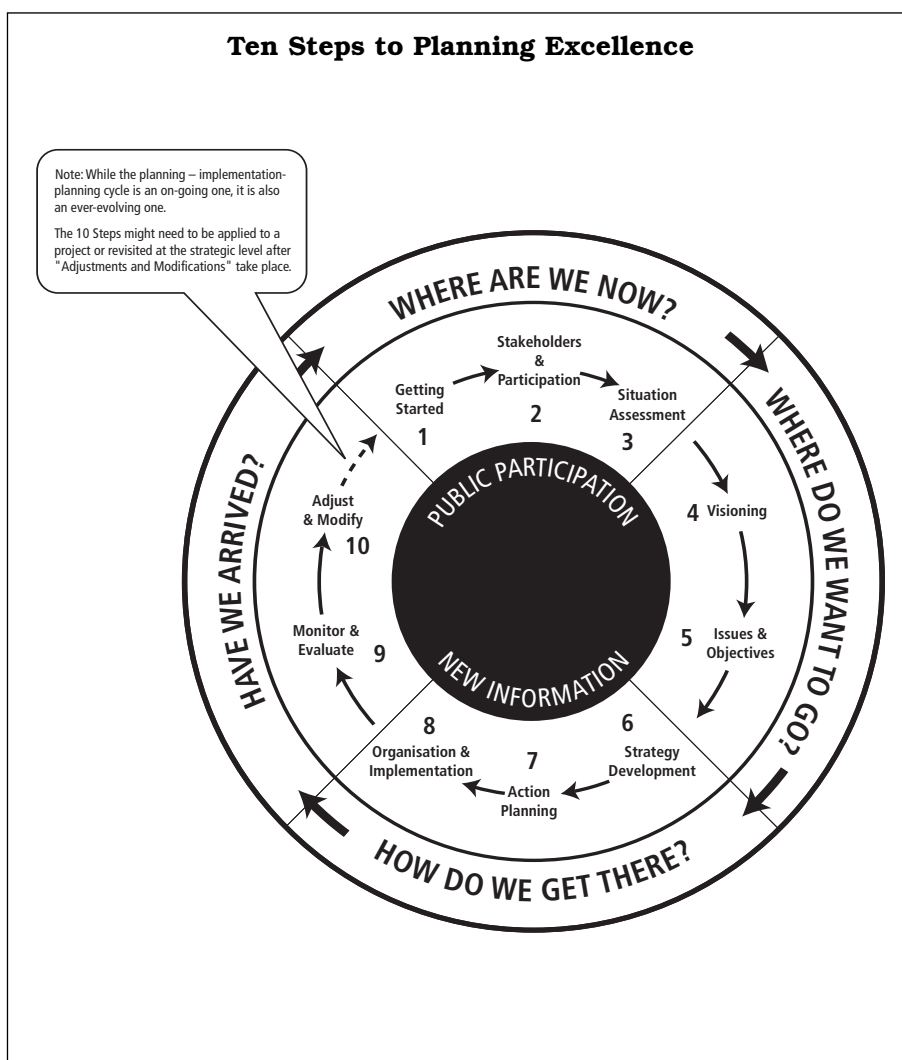 Ten Steps to Planning Excellence
Note: While the planning – implementation-
planning cycle is an on-going one, it is also
an ever-evolving one.
The 10 Steps might need to be applied to a
project or revisited at the strategic level after
"Adjustments and Modifications" take place.
WHERE ARE WE NOW?
WHERE DO WE WANT TO GO?
HOW DO WE GET THERE?
HAVE WE ARRIVED?
Getting
Started
1
Stakeholders
&
Participation
2
Situation
Assessment
3
4 Visioning
5
Issues &
Objectives
6
Strategy
Development
7
Action
Planning
8
Organisation &
Implementation
Monitor &
Evaluate
9
Adjust
& Modify
10
PUBLIC PARTICIPATION
NEW INFORMATION